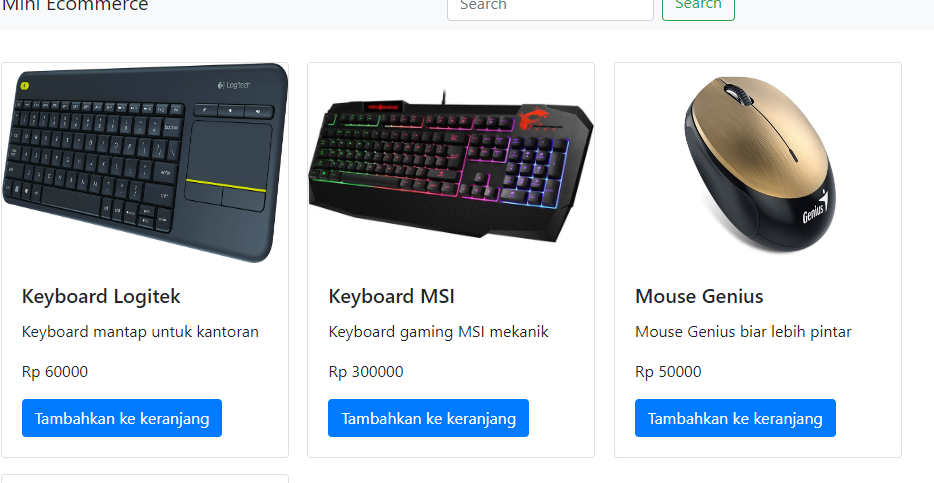 Mini Ecommerce
Search
Search
Logitech
Genius
Keyboard Logitek
Keyboard mantap untuk kantoran
Rp 60000
Tambahkan ke keranjang
Keyboard MSI
Keyboard gaming MSI mekanik
Rp 300000
Tambahkan ke keranjang
Mouse Genius
Mouse Genius biar lebih pintar
Rp 50000
Tambahkan ke keranjang